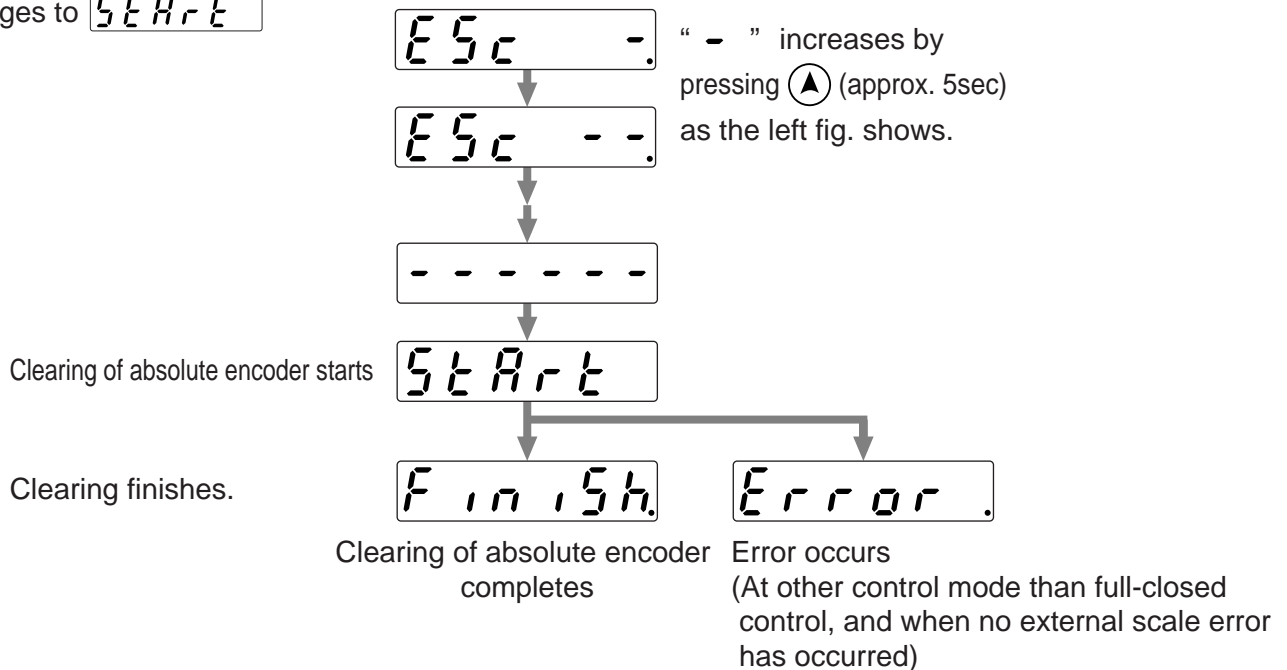 ges to StArt
ESc -.
“ - ” increases by
pressing (approx. 5sec)
as the left fig. shows.
ESc --.
------
Clearing of absolute encoder starts
StArt
Clearing finishes.
FiniSh.
Error .
Clearing of absolute encoder
completes
Error occurs
(At other control mode than full-closed
control, and when no external scale error
has occurred)